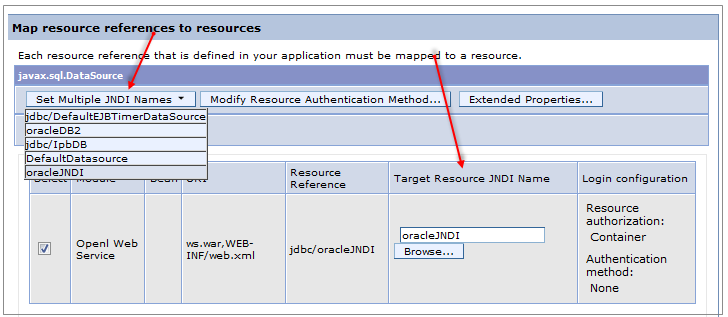 Map resource references to resources
Each resource reference that is defined in your application must be mapped to a resource.
javax.sql.DataSource
Set Multiple JNDI Names
Modify Resource Authentication Method...
Extended Properties...
jdbc/DefaultEJBTimerDataSource
oracleDB2
jdbc/IpbDB
DefaultDatasource
oracleJNDI
Select
Module
Bean
URI
Resource
Reference
Target Resource JNDI Name
Login configuration
Openl Web
Service
ws.war,WEB-
INF/web.xml
jdbc/oracleJNDI
oracleJNDI
Browse...
Resource
authorization:
Container
Authentication
method:
None